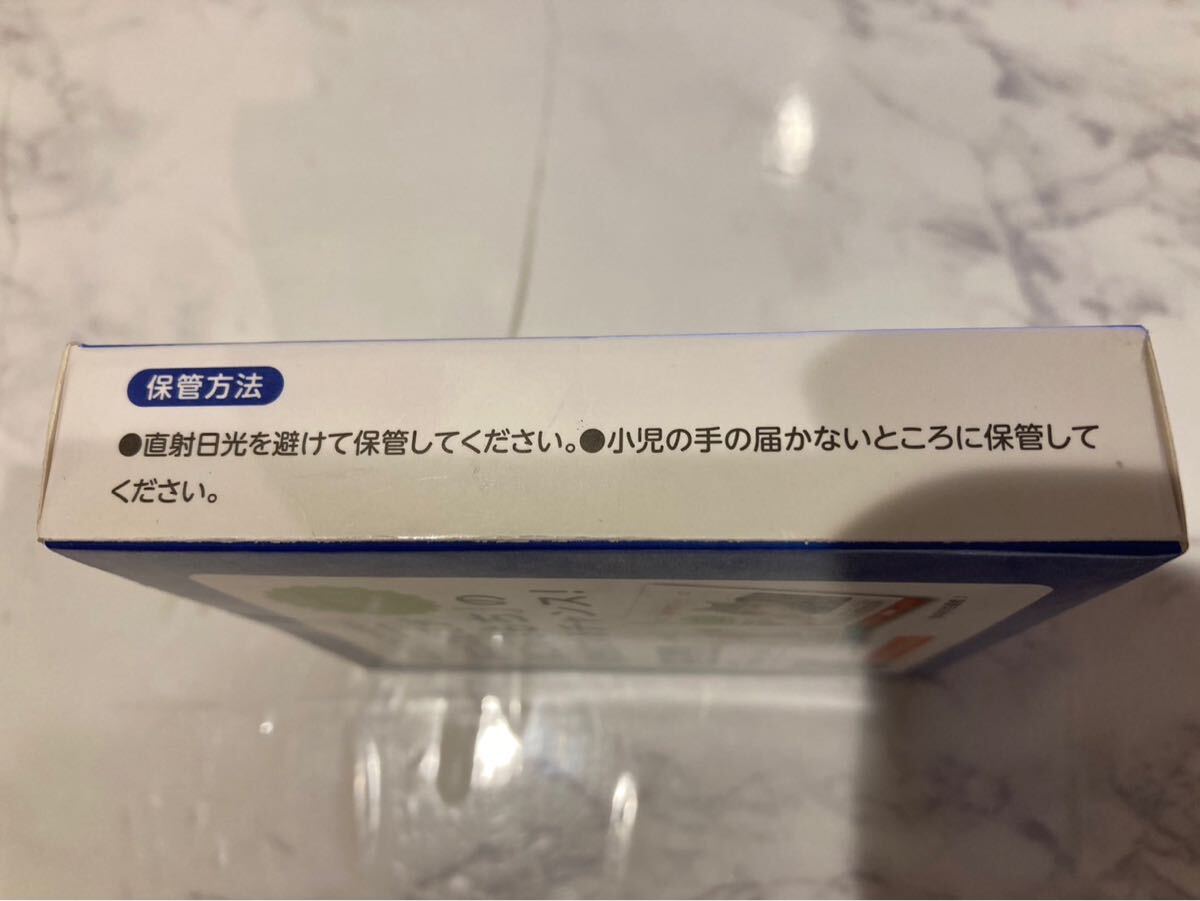 保管方法
●直射日光を避けて保管してください。●小児の手の届かないところに保管して
ください。